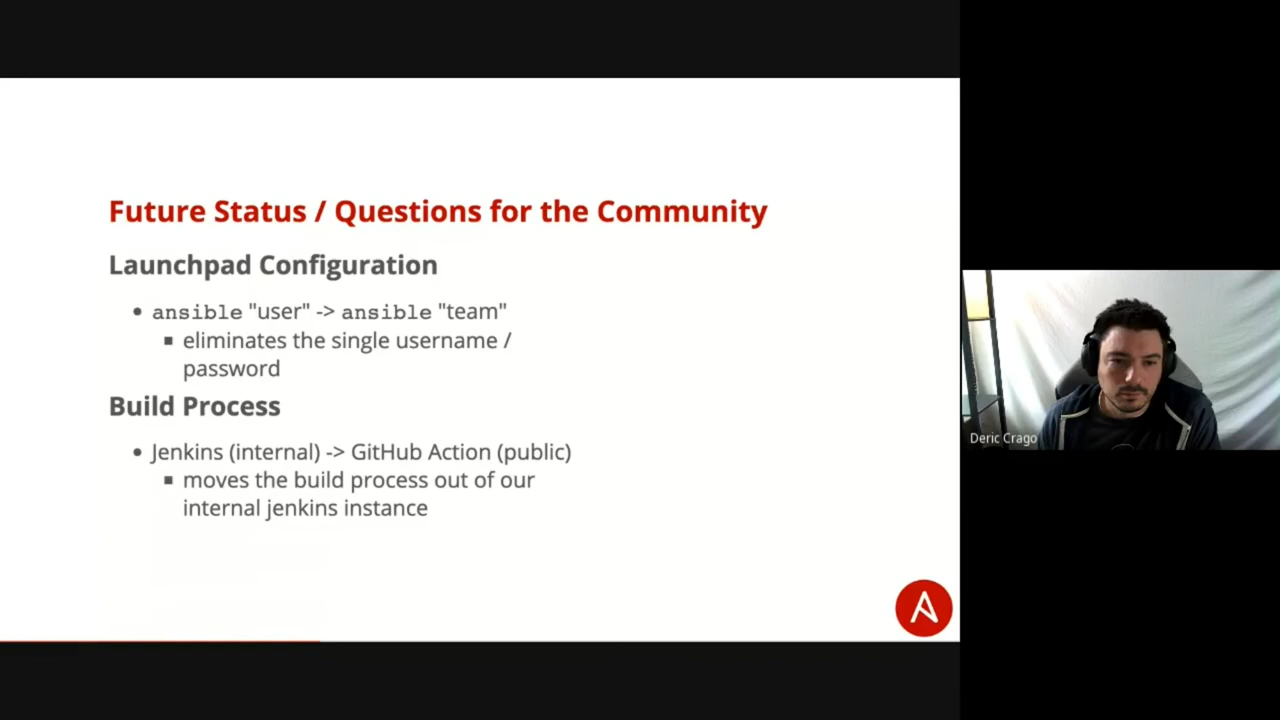 Future Status / Questions for the Community
Launchpad Configuration
• ansible "user" -> ansible "team"
▪ eliminates the single username /
password
Build Process
• Jenkins (internal) -> GitHub Action (public)
▪ moves the build process out of our
internal jenkins instance
Deric Crago